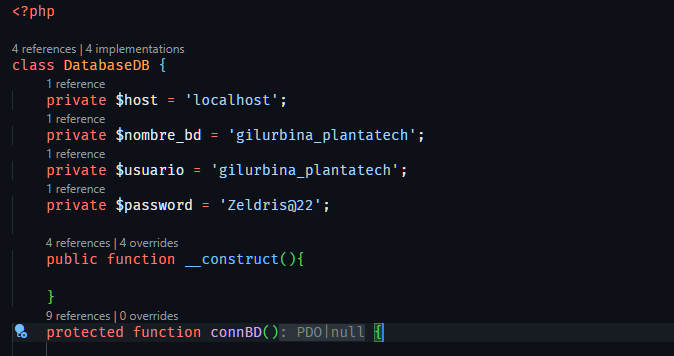 <?php
4 references | 4 implementations
class DatabaseDB {
1 reference
private $host = 'localhost';
1 reference
private $nombre_bd = 'gilurbina_plantatech';
1 reference
private $usuario = 'gilurbina_plantatech';
1 reference
private $password = 'Zeldris@22';
4 references | 4 overrides
public function __construct(){
}
9 references | 0 overrides
protected function connBD(): PDO|null {